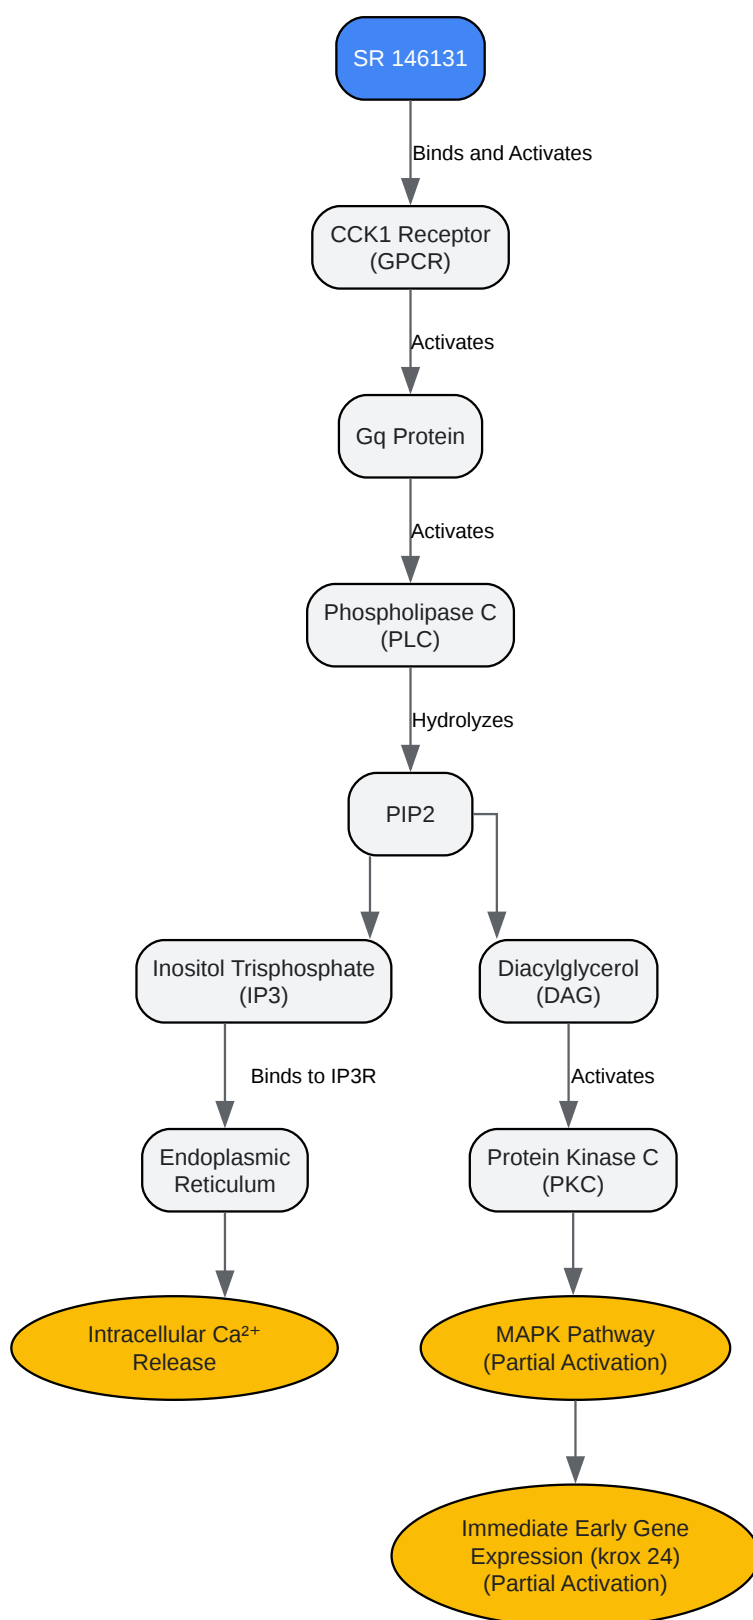 SR 146131
Binds and Activates
CCK1 Receptor
(GPCR)
Activates
Gq Protein
Activates
Phospholipase C
(PLC)
Hydrolyzes
PIP2
Inositol Trisphosphate
(IP3)
Diacylglycerol
(DAG)
Binds to IP3R
Activates
Endoplasmic
Reticulum
Protein Kinase C
(PKC)
Intracellular Ca²⁺
Release
MAPK Pathway
(Partial Activation)
Immediate Early Gene
Expression (krox 24)
(Partial Activation)